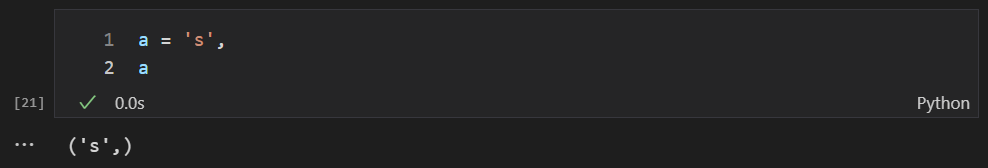 1 a = 's',
2 a
[21] ✓ 0.0s Python
... ('s',)